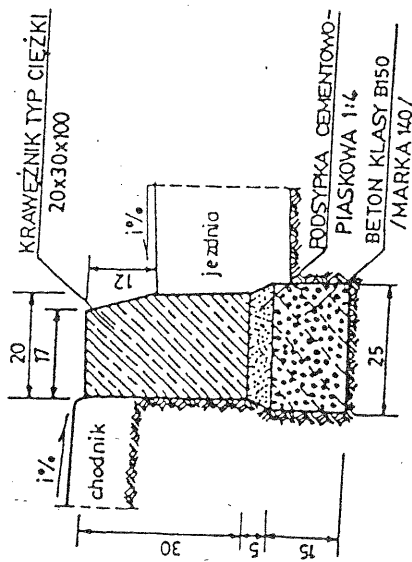 KRAWĘŻNIK TYP CIĘŻKI
20x30x100
20
17
12
i%
i%
chodnik
jezdnia
PODSYPKA CEMENTOWO-
PIASKOWA 1:4
BETON KLASY B150
/MARKA 140/
30
5
15
25